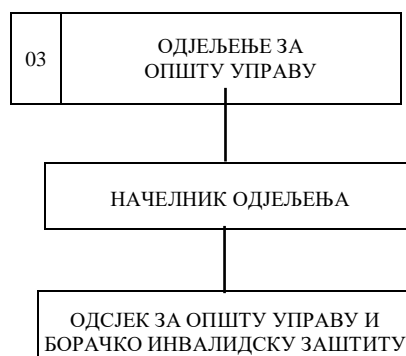 03
ОДЈЕЉЕЊЕ ЗА
ОПШТУ УПРАВУ
НАЧЕЛНИК ОДЈЕЉЕЊА
ОДСЈЕК ЗА ОПШТУ УПРАВУ И
БОРАЧКО ИНВАЛИДСКУ ЗАШТИТУ